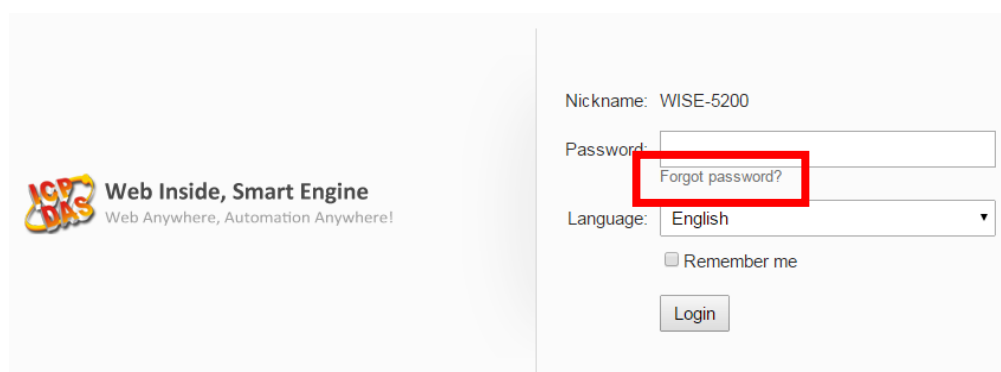 ICP
DAS
Web Inside, Smart Engine
Web Anywhere, Automation Anywhere!
Nickname: WISE-5200
Password:
Forgot password?
Language: English
Remember me
Login